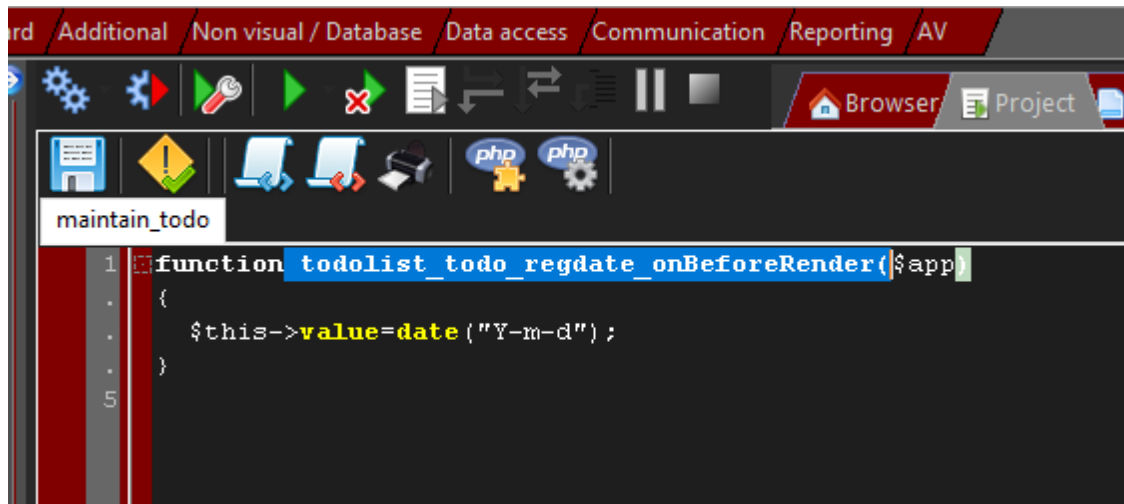 rd Additional Non visual / Database Data access Communication Reporting AV
Browser Project
php php
maintain_todo
1 function todolist_todo_regdate_onBeforeRender($app)
. {
. $this->value=date("Y-m-d");
. }
5